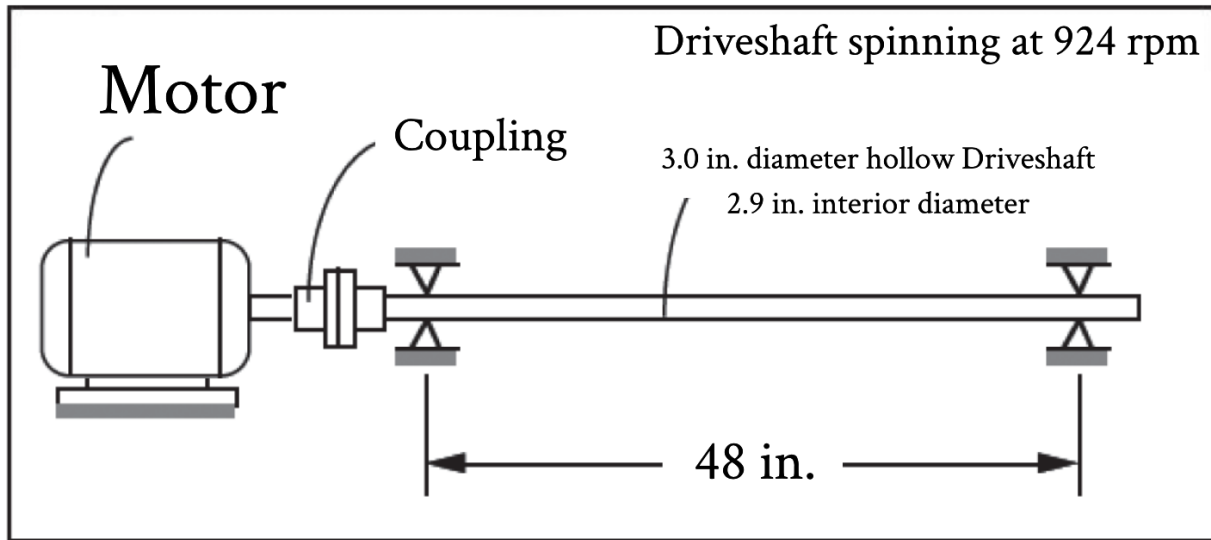 Driveshaft spinning at 924 rpm
Motor
Coupling
3.0 in. diameter hollow Driveshaft
2.9 in. interior diameter
48 in.